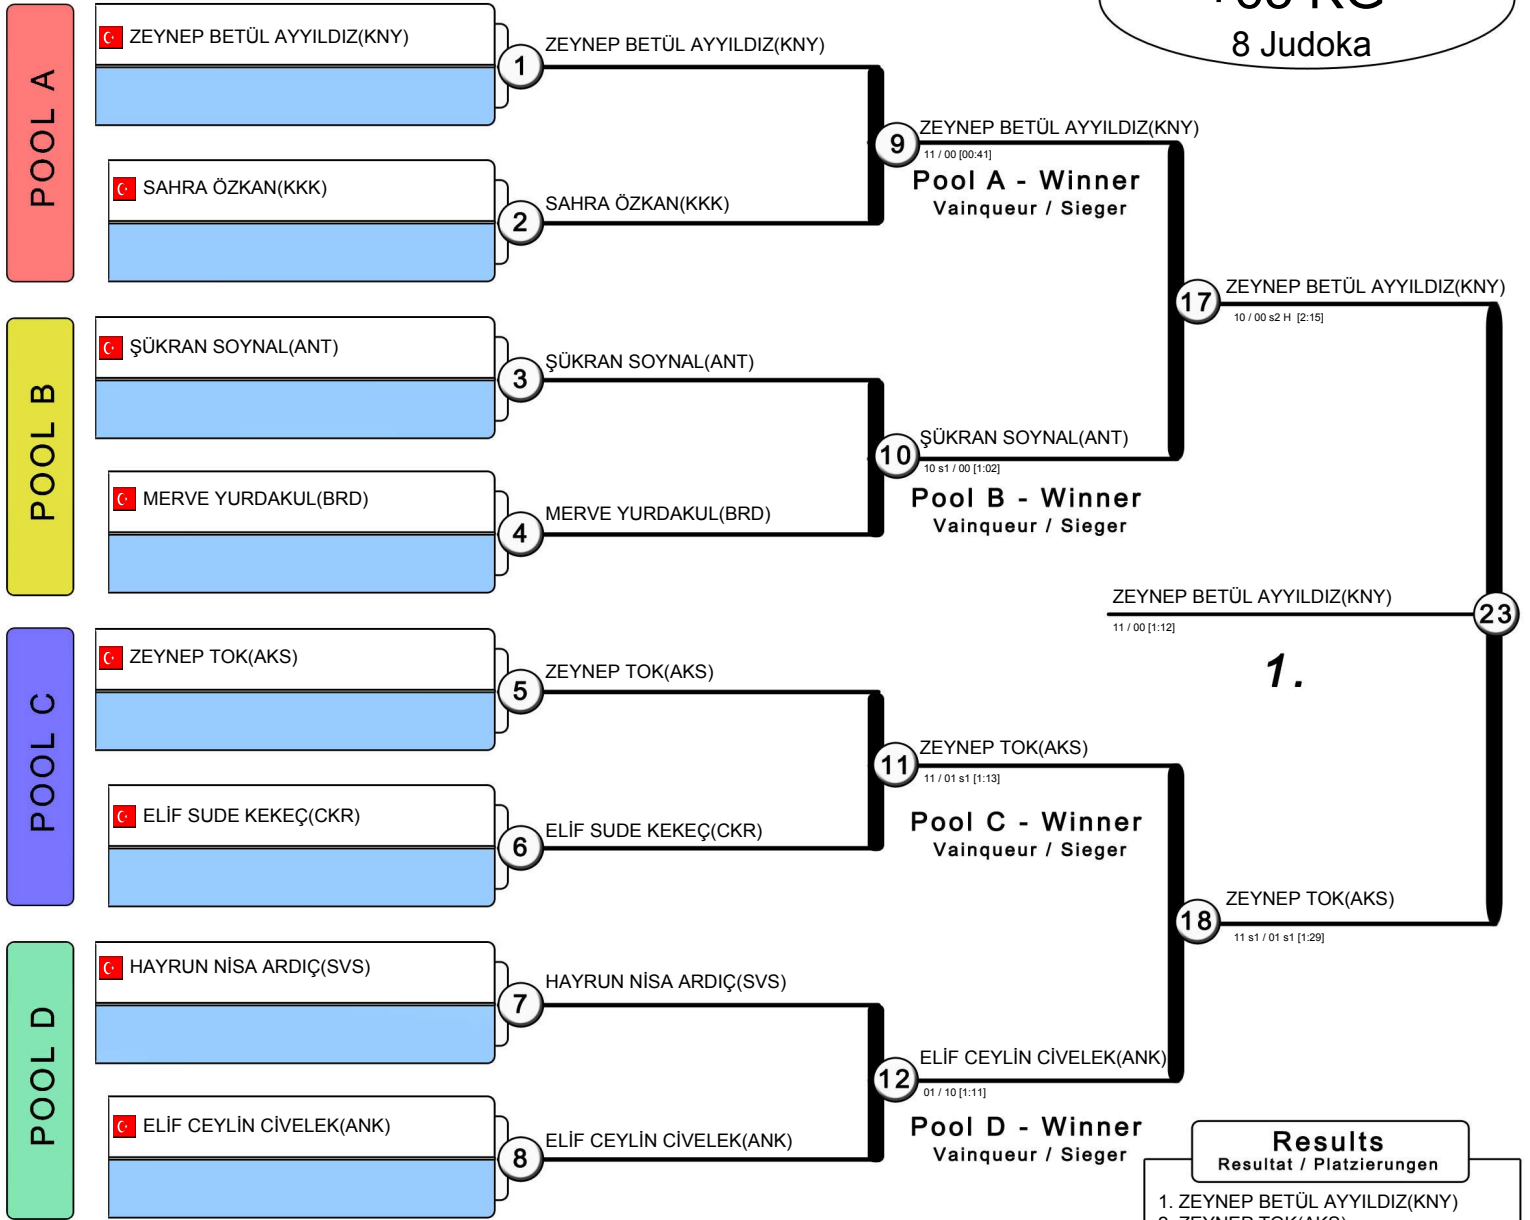 KG
8 Judoka
POOL A
ZEYNEP BETÜL AYYILDIZ(KNY)
1
ZEYNEP BETÜL AYYILDIZ(KNY)
SAHRA ÖZKAN(KKK)
2
SAHRA ÖZKAN(KKK)
9
ZEYNEP BETÜL AYYILDIZ(KNY)
11 / 00 [00:41]
Pool A - Winner
Vainqueur / Sieger
POOL B
ŞÜKRAN SOYNAL(ANT)
3
ŞÜKRAN SOYNAL(ANT)
MERVE YURDAKUL(BRD)
4
MERVE YURDAKUL(BRD)
10
ŞÜKRAN SOYNAL(ANT)
10 s1 / 00 [1:02]
Pool B - Winner
Vainqueur / Sieger
17
ZEYNEP BETÜL AYYILDIZ(KNY)
10 / 00 s2 H [2:15]
POOL C
ZEYNEP TOK(AKS)
5
ZEYNEP TOK(AKS)
ELİF SUDE KEKEÇ(CKR)
6
ELİF SUDE KEKEÇ(CKR)
11
ZEYNEP TOK(AKS)
11 / 01 s1 [1:13]
Pool C - Winner
Vainqueur / Sieger
POOL D
HAYRUN NİSA ARDIÇ(SVS)
7
HAYRUN NİSA ARDIÇ(SVS)
ELİF CEYLİN CİVELEK(ANK)
8
ELİF CEYLİN CİVELEK(ANK)
12
ELİF CEYLİN CİVELEK(ANK)
01 / 10 [1:11]
Pool D - Winner
Vainqueur / Sieger
18
ZEYNEP TOK(AKS)
11 s1 / 01 s1 [1:29]
ZEYNEP BETÜL AYYILDIZ(KNY)
23
11 / 00 [1:12]
1.
Results
Resultat / Platzierungen
1. ZEYNEP BETÜL AYYILDIZ(KNY)
2. ZEYNEP TOK(AKS)